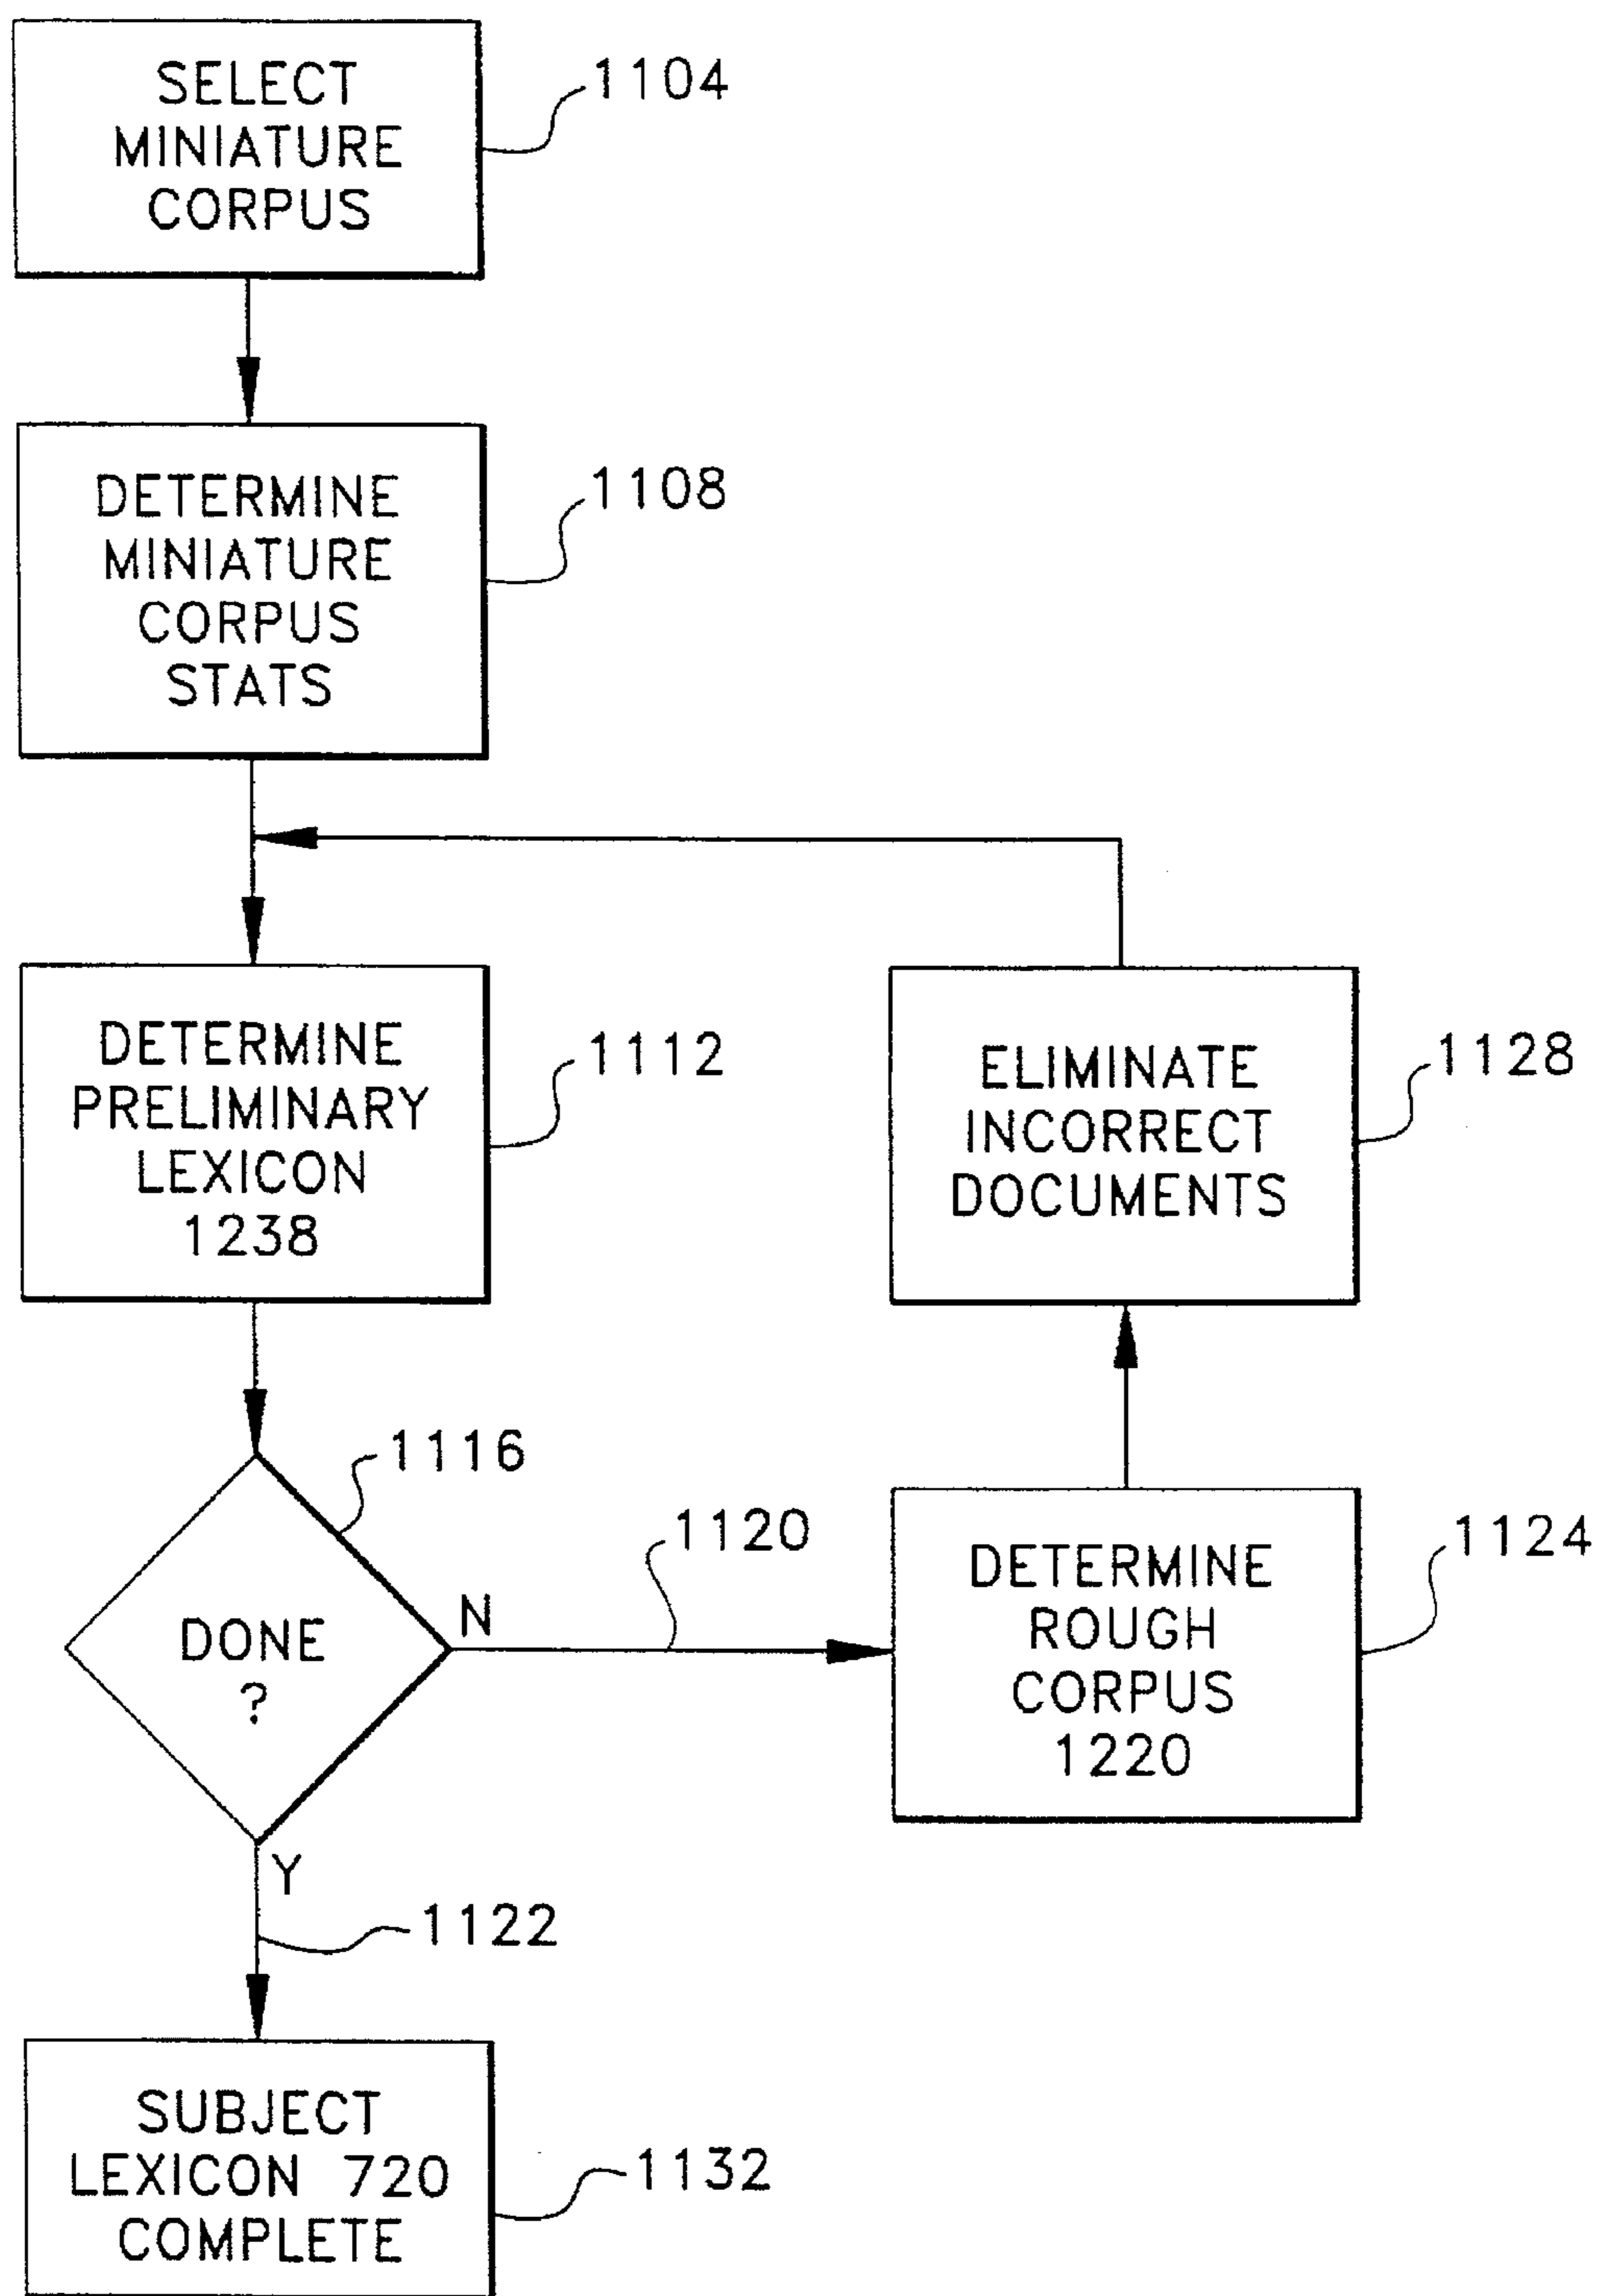 SELECT
MINIATURE
CORPUS
1104
DETERMINE
MINIATURE
CORPUS
STATS
1108
DETERMINE
PRELIMINARY
LEXICON
1238
1112
ELIMINATE
INCORRECT
DOCUMENTS
1128
DONE
?
1116
N
1120
DETERMINE
ROUGH
CORPUS
1220
1124
Y
1122
SUBJECT
LEXICON 720
COMPLETE
1132